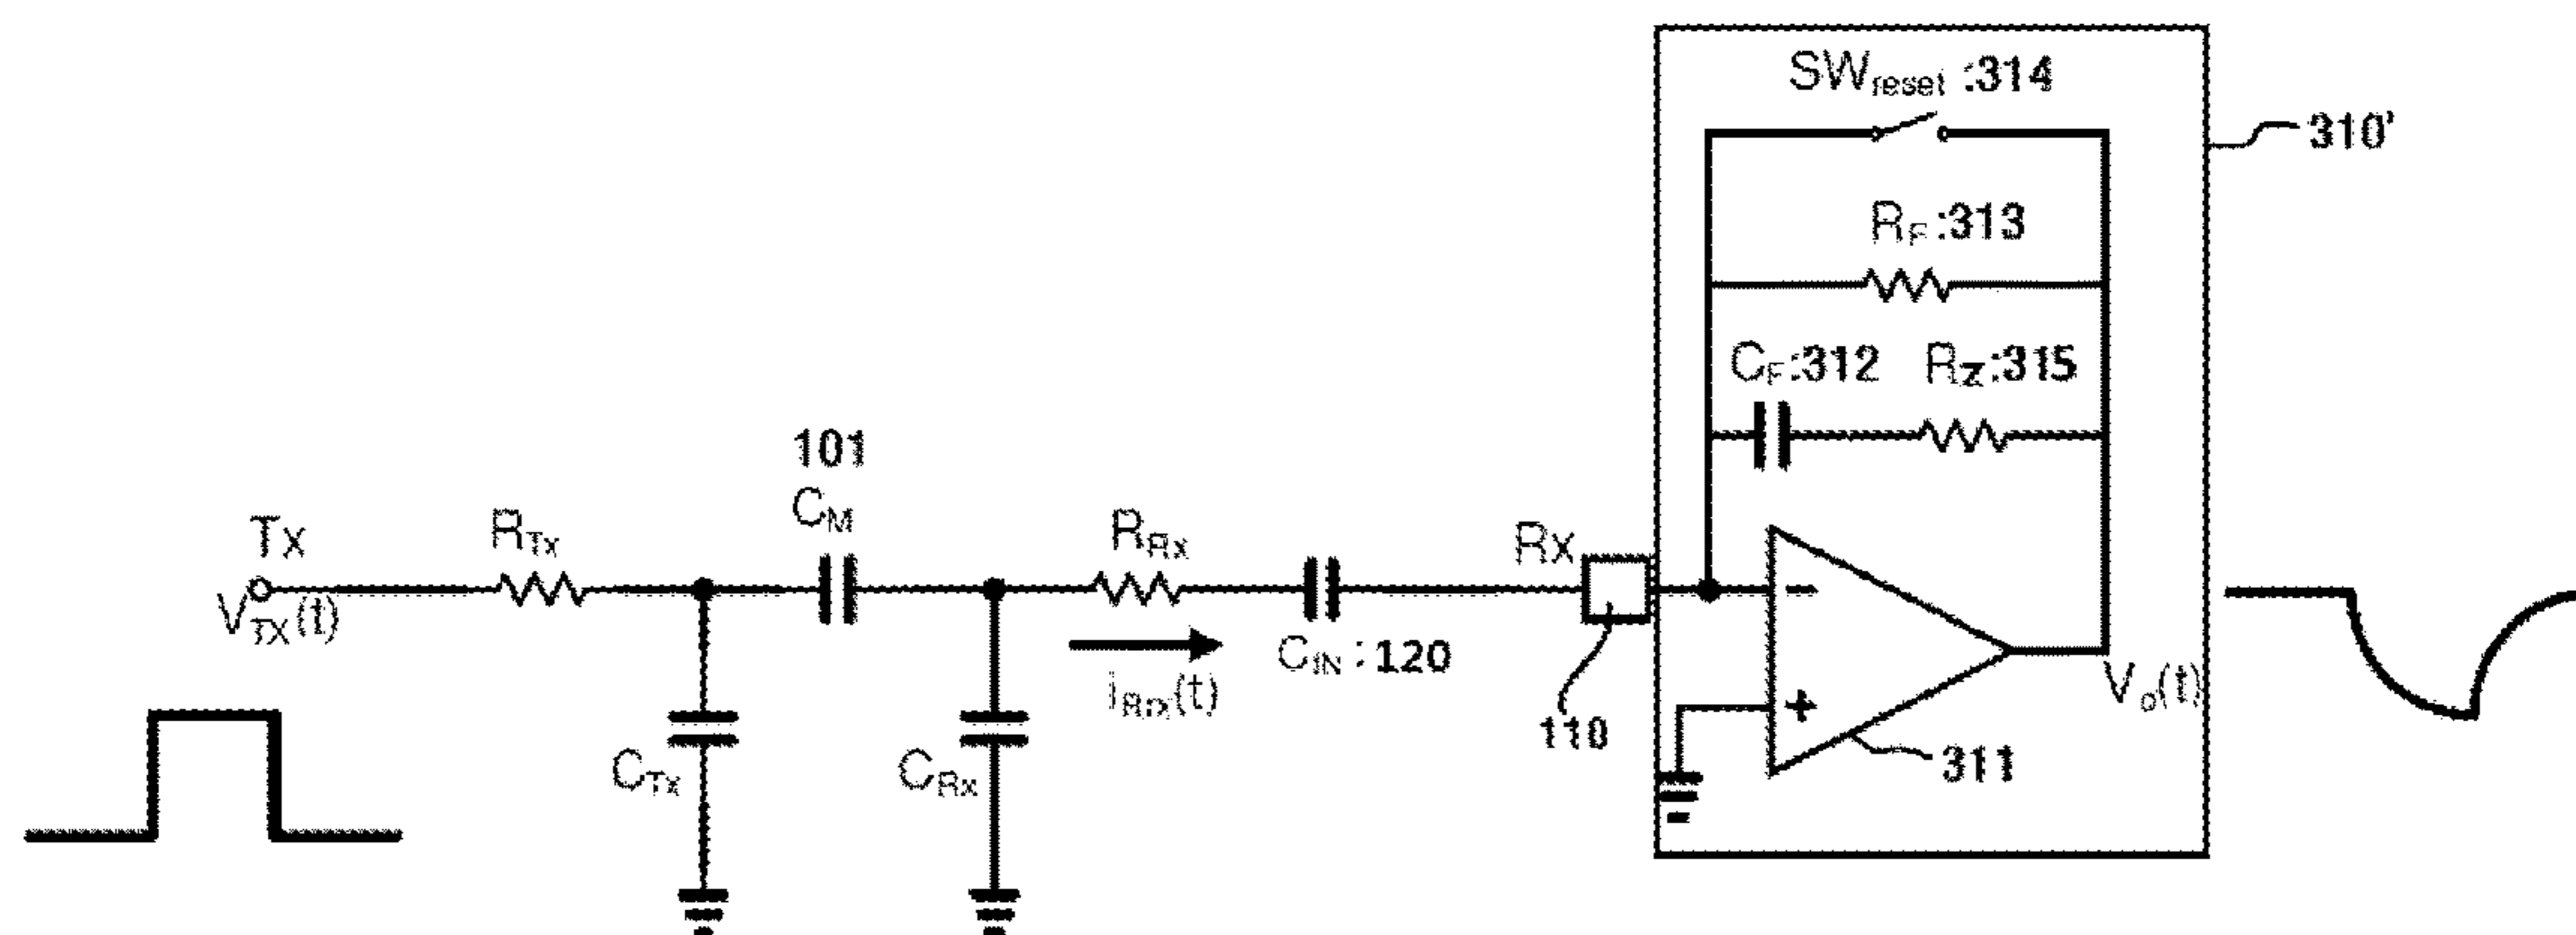 SWreset :314
310'
RF:313
CF:312 RZ:315
101
CM
Tx
RTx
RRx
Rx
VTX(t)
iRx(t)
CIN : 120
−
+
Vo(t)
110
311
CTx
CRx